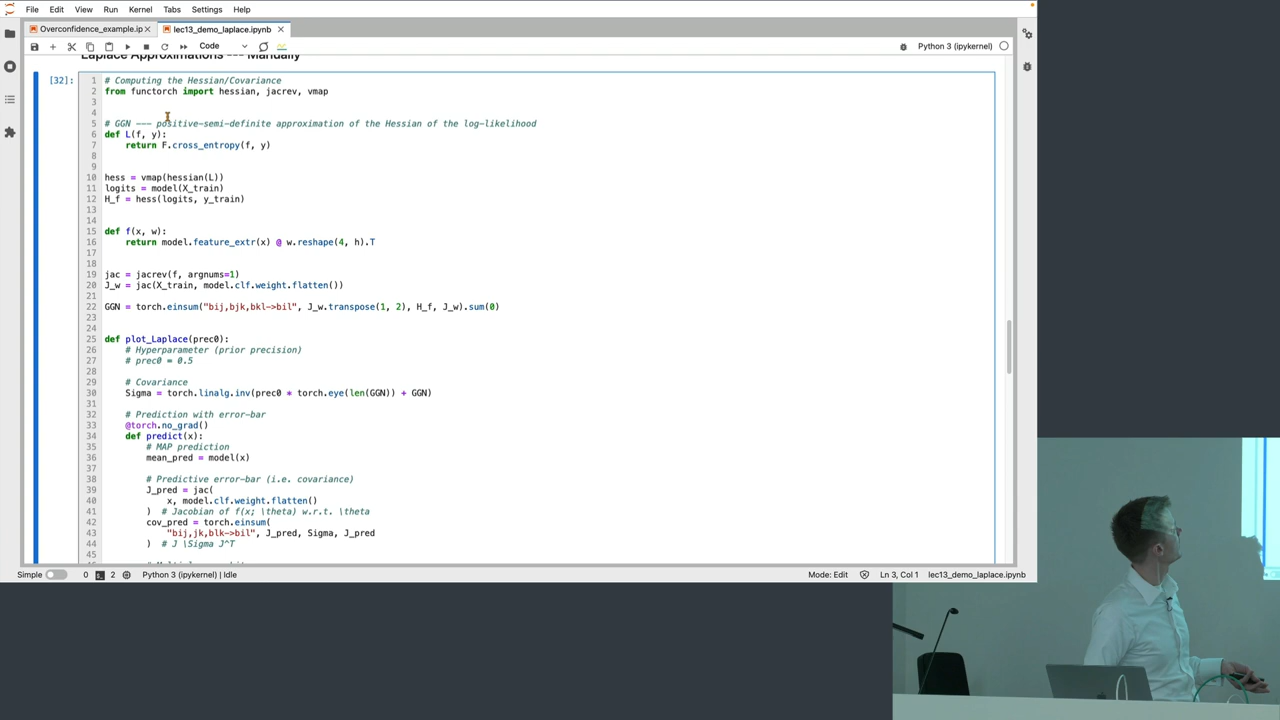 File Edit View Run Kernel Tabs Settings Help
Overconfidence_example.ip
lec13_demo_laplace.ipynb
Code
Python 3 (ipykernel)
Laplace Approximations --- Manually
[32]:
1 # Computing the Hessian/Covariance
2 from functorch import hessian, jacrev, vmap
3
4
5 # GGN --- positive-semi-definite approximation of the Hessian of the log-likelihood
6 def L(f, y):
7 return F.cross_entropy(f, y)
8
9
10 hess = vmap(hessian(L))
11 logits = model(X_train)
12 H_f = hess(logits, y_train)
13
14
15 def f(x, w):
16 return model.feature_extr(x) @ w.reshape(4, h).T
17
18
19 jac = jacrev(f, argnums=1)
20 J_w = jac(X_train, model.clf.weight.flatten())
21
22 GGN = torch.einsum("bij,bjk,bkl->bil", J_w.transpose(1, 2), H_f, J_w).sum(0)
23
24
25 def plot_Laplace(prec0):
26 # Hyperparameter (prior precision)
27 # prec0 = 0.5
28
29 # Covariance
30 Sigma = torch.linalg.inv(prec0 * torch.eye(len(GGN)) + GGN)
31
32 # Prediction with error-bar
33 @torch.no_grad()
34 def predict(x):
35 # MAP prediction
36 mean_pred = model(x)
37
38 # Predictive error-bar (i.e. covariance)
39 J_pred = jac(
40 x, model.clf.weight.flatten()
41 ) # Jacobian of f(x; \theta) w.r.t. \theta
42 cov_pred = torch.einsum(
43 "bij,jk,blk->bil", J_pred, Sigma, J_pred
44 ) # J \Sigma J^T
45
Simple 0 2 Python 3 (ipykernel) | Idle Mode: Edit Ln 3, Col 1 lec13_demo_laplace.ipynb